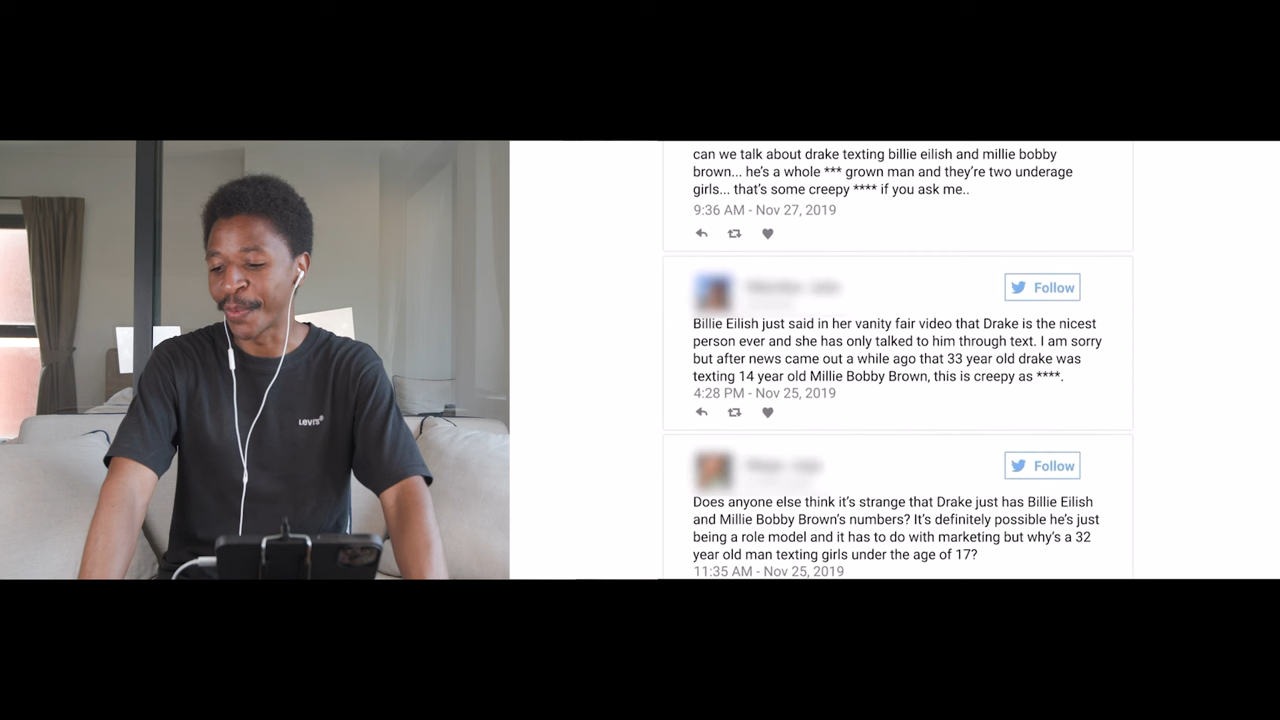 can we talk about drake texting billie eilish and millie bobby
brown... he's a whole *** grown man and they're two underage
girls... that's some creepy **** if you ask me..
9:36 AM - Nov 27, 2019
Follow
Billie Eilish just said in her vanity fair video that Drake is the nicest
person ever and she has only talked to him through text. I am sorry
but after news came out a while ago that 33 year old drake was
texting 14 year old Millie Bobby Brown, this is creepy as ****.
4:28 PM - Nov 25, 2019
Follow
Does anyone else think it's strange that Drake just has Billie Eilish
and Millie Bobby Brown's numbers? It's definitely possible he's just
being a role model and it has to do with marketing but why's a 32
year old man texting girls under the age of 17?
11:35 AM - Nov 25, 2019
Levi's®